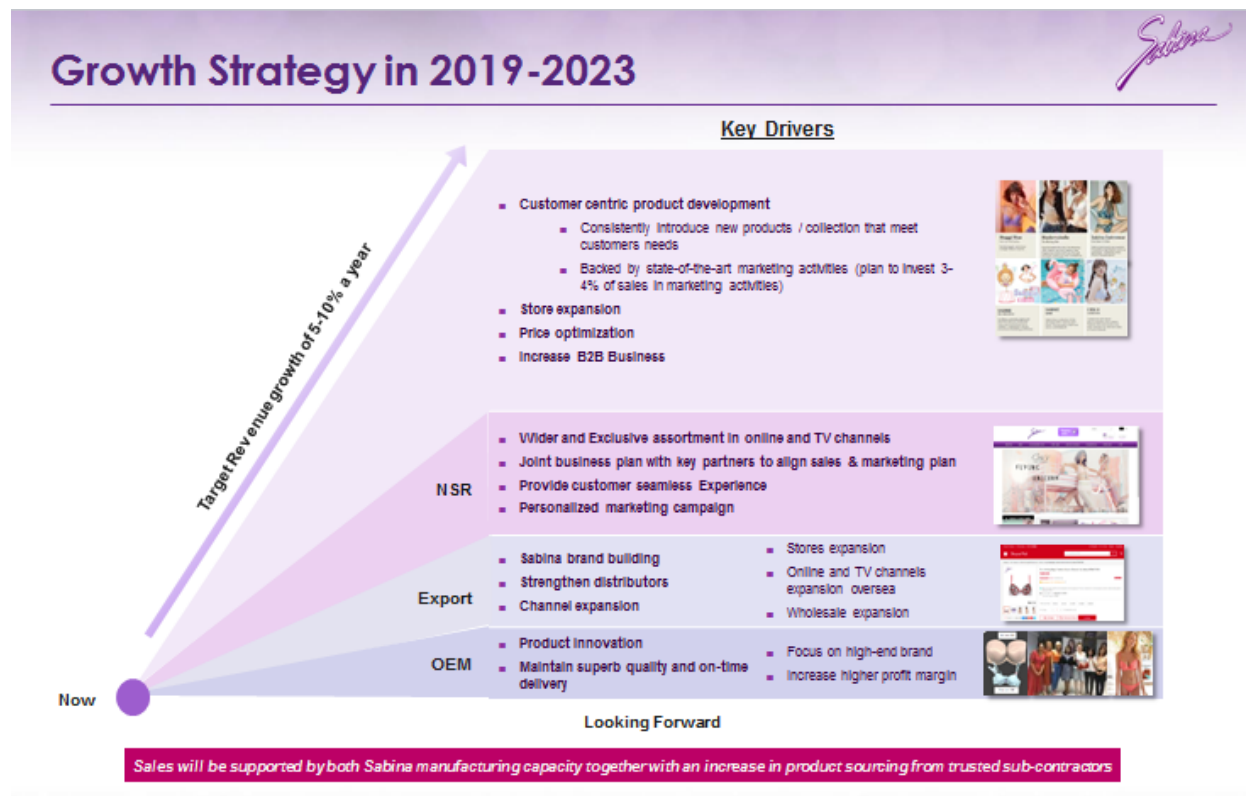 Sabina
Growth Strategy in 2019-2023
Key Drivers
Target Revenue growth of 5-10% a year
Customer centric product development
Consistently introduce new products / collection that meet
customers needs
Backed by state-of-the-art marketing activities (plan to invest 3-
4% of sales in marketing activities)
Store expansion
Price optimization
Increase B2B Business
NSR
Wider and Exclusive assortment in online and TV channels
Joint business plan with key partners to align sales & marketing plan
Provide customer seamless Experience
Personalized marketing campaign
Export
Sabina brand building
Strengthen distributors
Channel expansion
Stores expansion
Online and TV channels
expansion oversea
Wholesale expansion
OEM
Product innovation
Maintain superb quality and on-time
delivery
Focus on high-end brand
Increase higher profit margin
Now
Looking Forward
Sales will be supported by both Sabina manufacturing capacity together with an increase in product sourcing from trusted sub-contractors